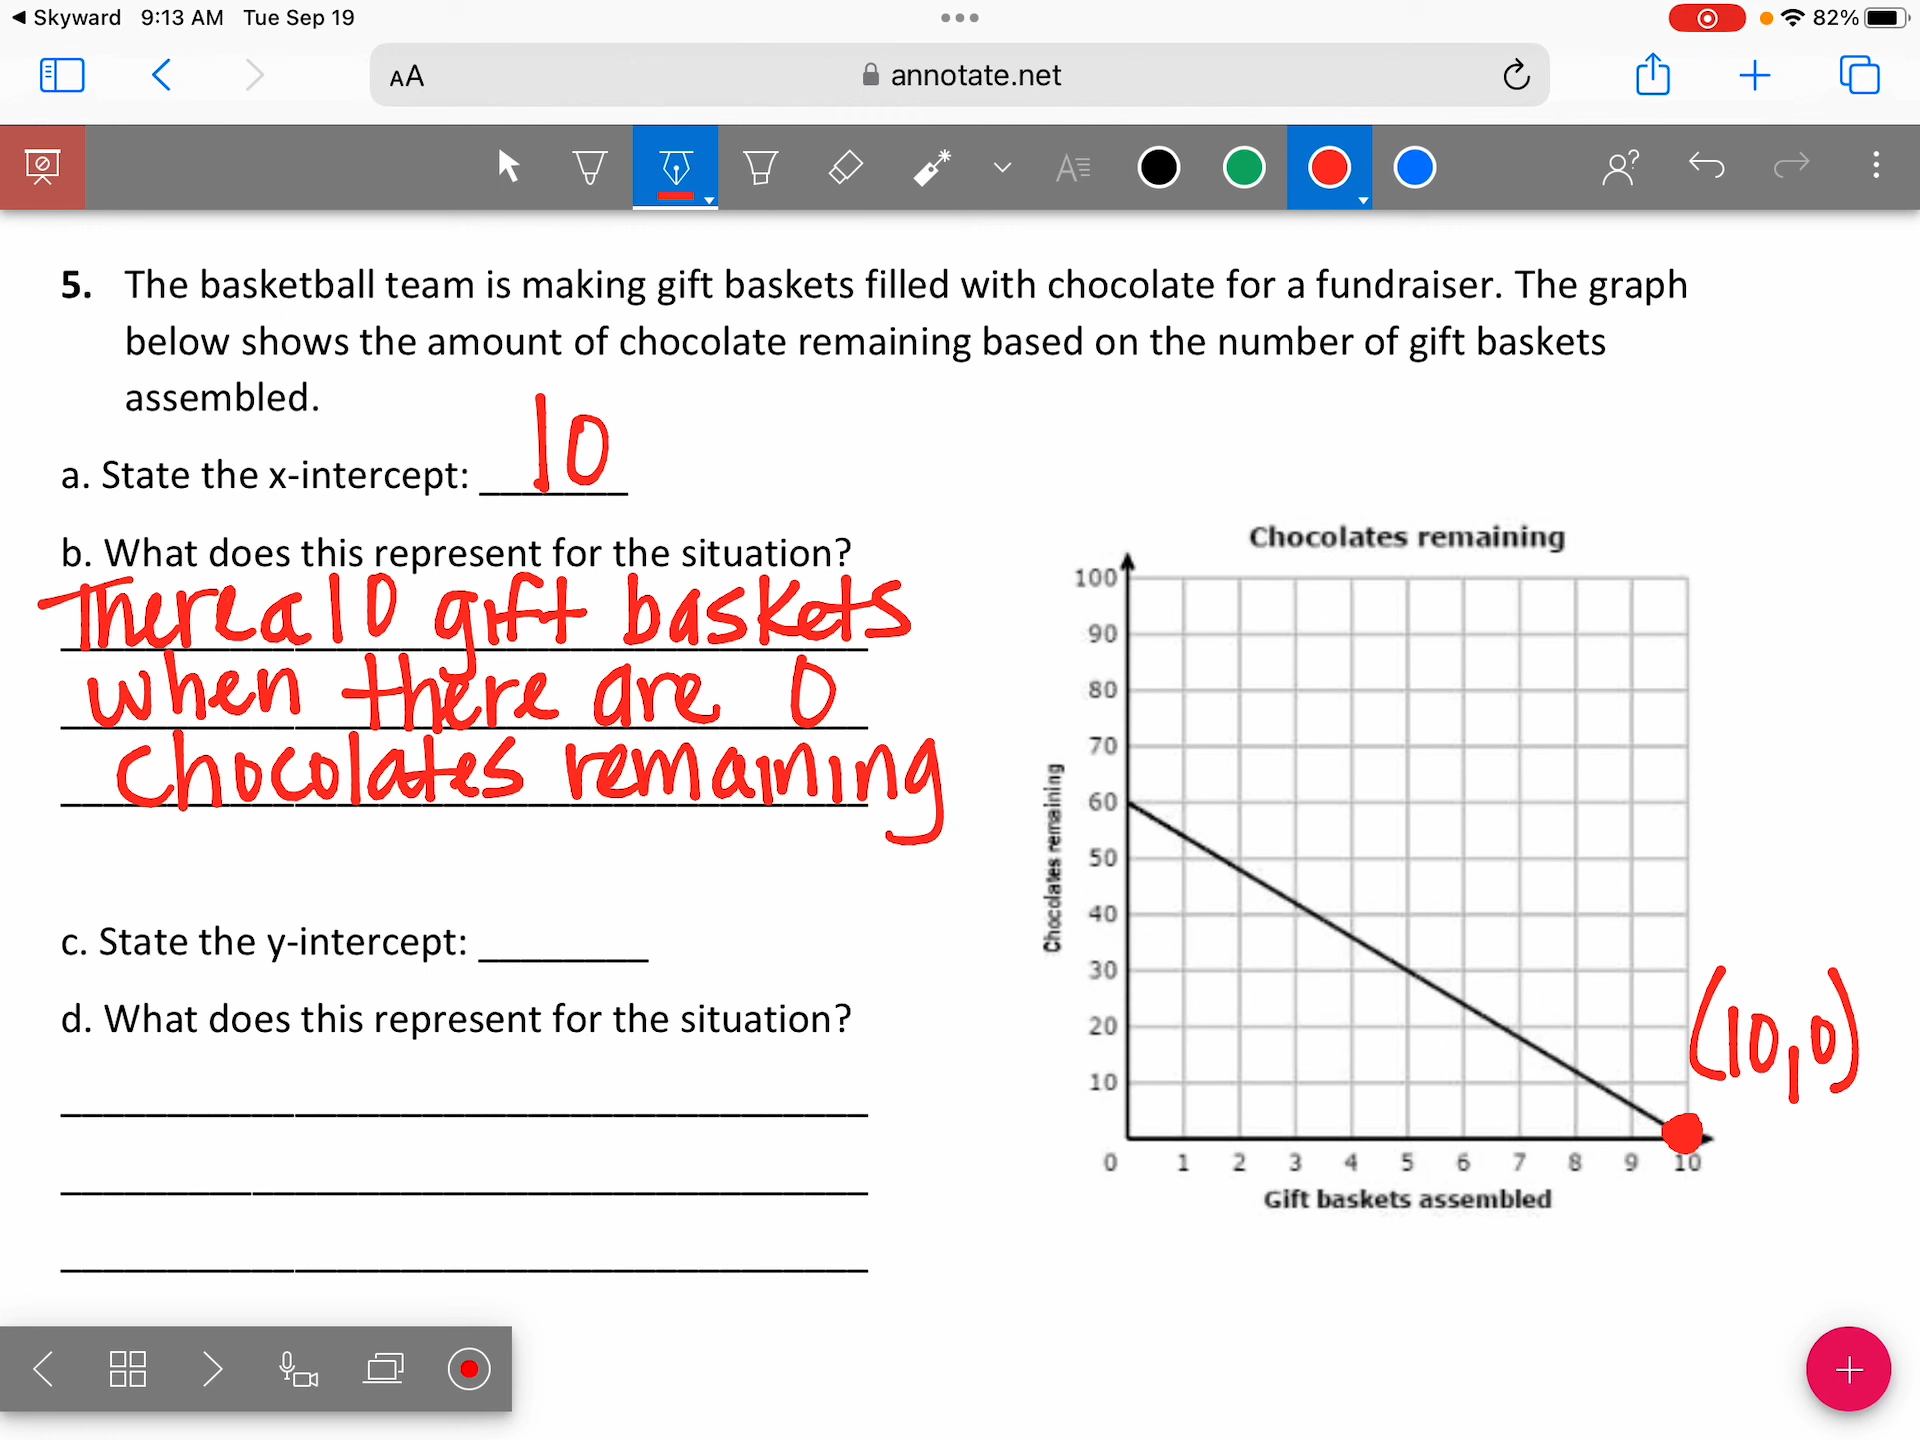 Skyward 9:13 AM Tue Sep 19
82%
AA annotate.net
5. The basketball team is making gift baskets filled with chocolate for a fundraiser. The graph
below shows the amount of chocolate remaining based on the number of gift baskets
assembled.
a. State the x-intercept: 10
b. What does this represent for the situation?
There a 10 gift baskets
when there are 0
chocolates remaining
c. State the y-intercept: ________
d. What does this represent for the situation?
Chocolates remaining
Chocolates remaining
100
90
80
70
60
50
40
30
20
10
0 1 2 3 4 5 6 7 8 9 10
Gift baskets assembled
(10,0)